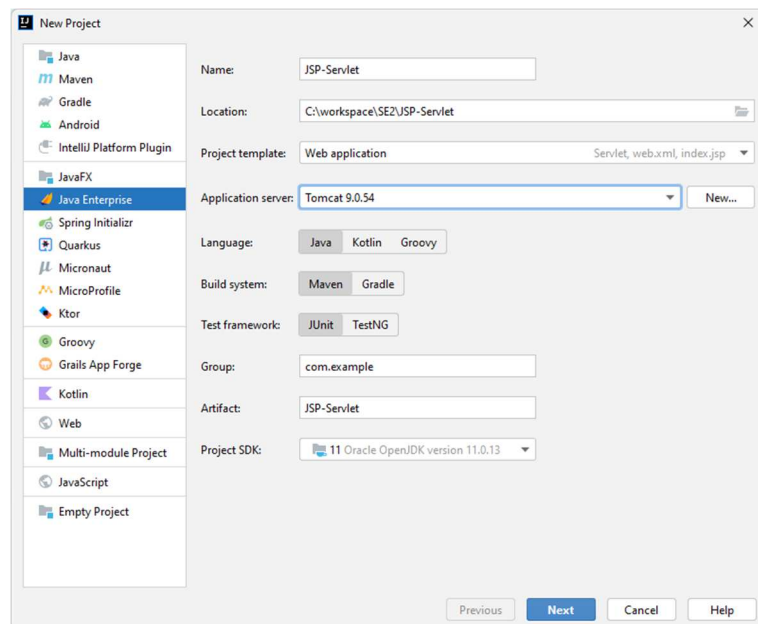 New Project
Java
Maven
Gradle
Android
IntelliJ Platform Plugin
JavaFX
Java Enterprise
Spring Initializr
Quarkus
Micronaut
MicroProfile
Ktor
Groovy
Grails App Forge
Kotlin
Web
Multi-module Project
JavaScript
Empty Project
Name: JSP-Servlet
Location: C:\workspace\SE2\JSP-Servlet
Project template: Web application Servlet, web.xml, index.jsp
Application server: Tomcat 9.0.54 New...
Language: Java Kotlin Groovy
Build system: Maven Gradle
Test framework: JUnit TestNG
Group: com.example
Artifact: JSP-Servlet
Project SDK: 11 Oracle OpenJDK version 11.0.13
Previous Next Cancel Help